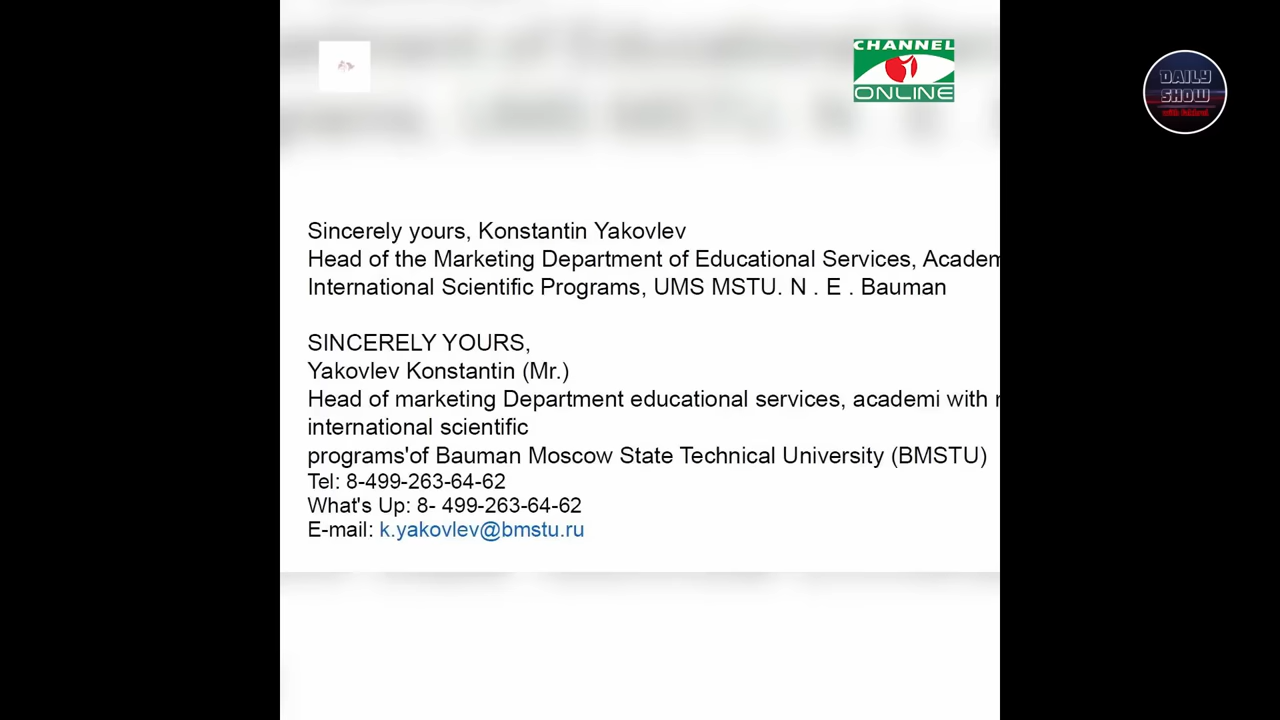 CHANNEL
i
ONLINE
DAILY
SHOW
Sincerely yours, Konstantin Yakovlev
Head of the Marketing Department of Educational Services, Academ
International Scientific Programs, UMS MSTU. N . E . Bauman
SINCERELY YOURS,
Yakovlev Konstantin (Mr.)
Head of marketing Department educational services, academi with
international scientific
programs'of Bauman Moscow State Technical University (BMSTU)
Tel: 8-499-263-64-62
What's Up: 8- 499-263-64-62
E-mail: k.yakovlev@bmstu.ru